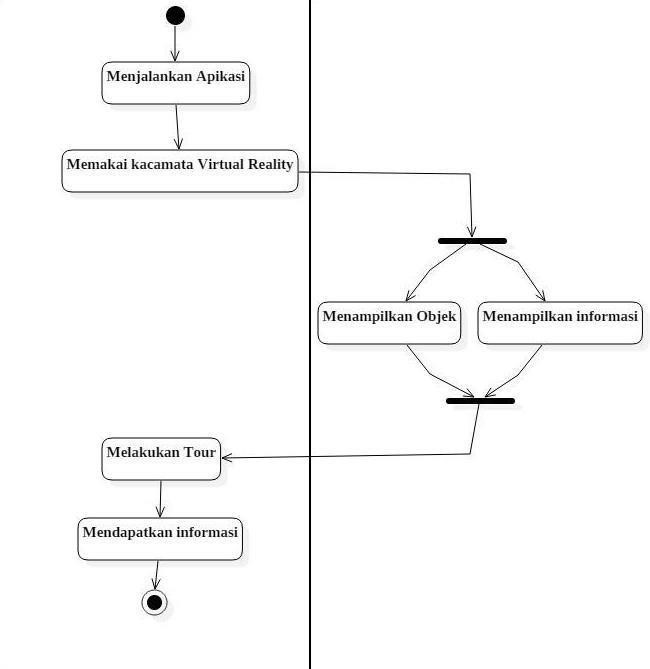 Menjalankan Apikasi
Memakai kacamata Virtual Reality
Menampilkan Objek
Menampilkan informasi
Melakukan Tour
Mendapatkan informasi